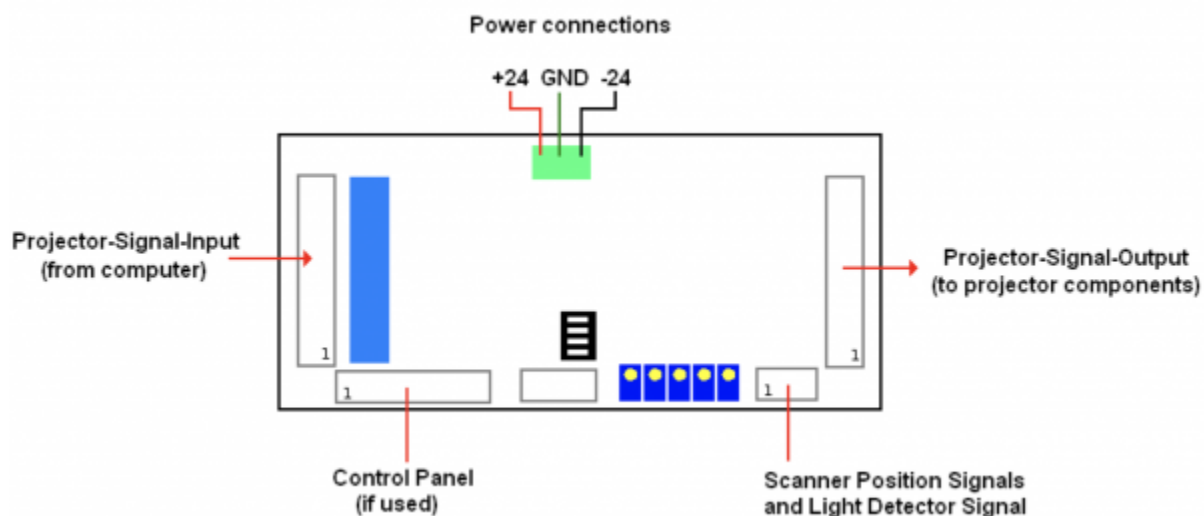 Power connections
+24 GND -24
Projector-Signal-Input
(from computer)
Projector-Signal-Output
(to projector components)
1
1
1
1
Control Panel
(if used)
Scanner Position Signals
and Light Detector Signal